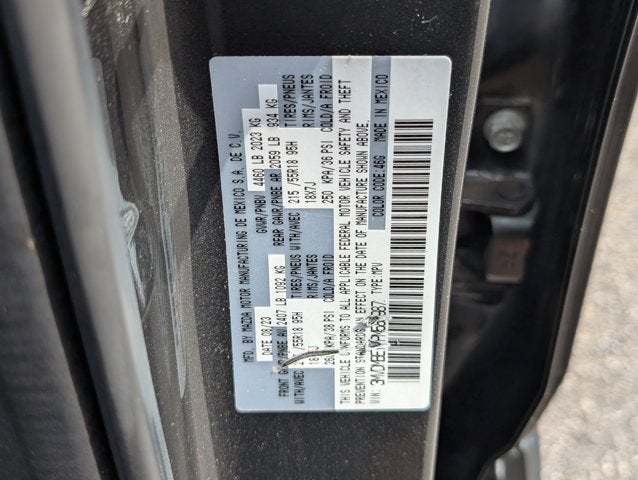 MFD. BY MAZDA MOTOR MANUFACTURING DE MEXICO S.A. DE C.V.
DATE 08/23 GVWR/PNBV 4460 LB 2023 KG
FRONT GAWR/PNBE AV 2407 LB 1092 KG REAR GAWR/PNBE AR 2059 LB 934 KG
WITH/AVEC 215/55R18 95H TIRES/PNEUS WITH/AVEC 215/55R18 95H TIRES/PNEUS
18X7J RIMS/JANTES 18X7J RIMS/JANTES
KPA/38 PSI COLD/A FROID 250 KPA/36 PSI COLD/A FROID
THIS VEHICLE CONFORMS TO ALL APPLICABLE FEDERAL MOTOR VEHICLE SAFETY AND THEFT
PREVENTION STANDARDS IN EFFECT ON THE DATE OF MANUFACTURE SHOWN ABOVE.
VIN: TYPE:MPV COLOR CODE:46G MADE IN MEXICO